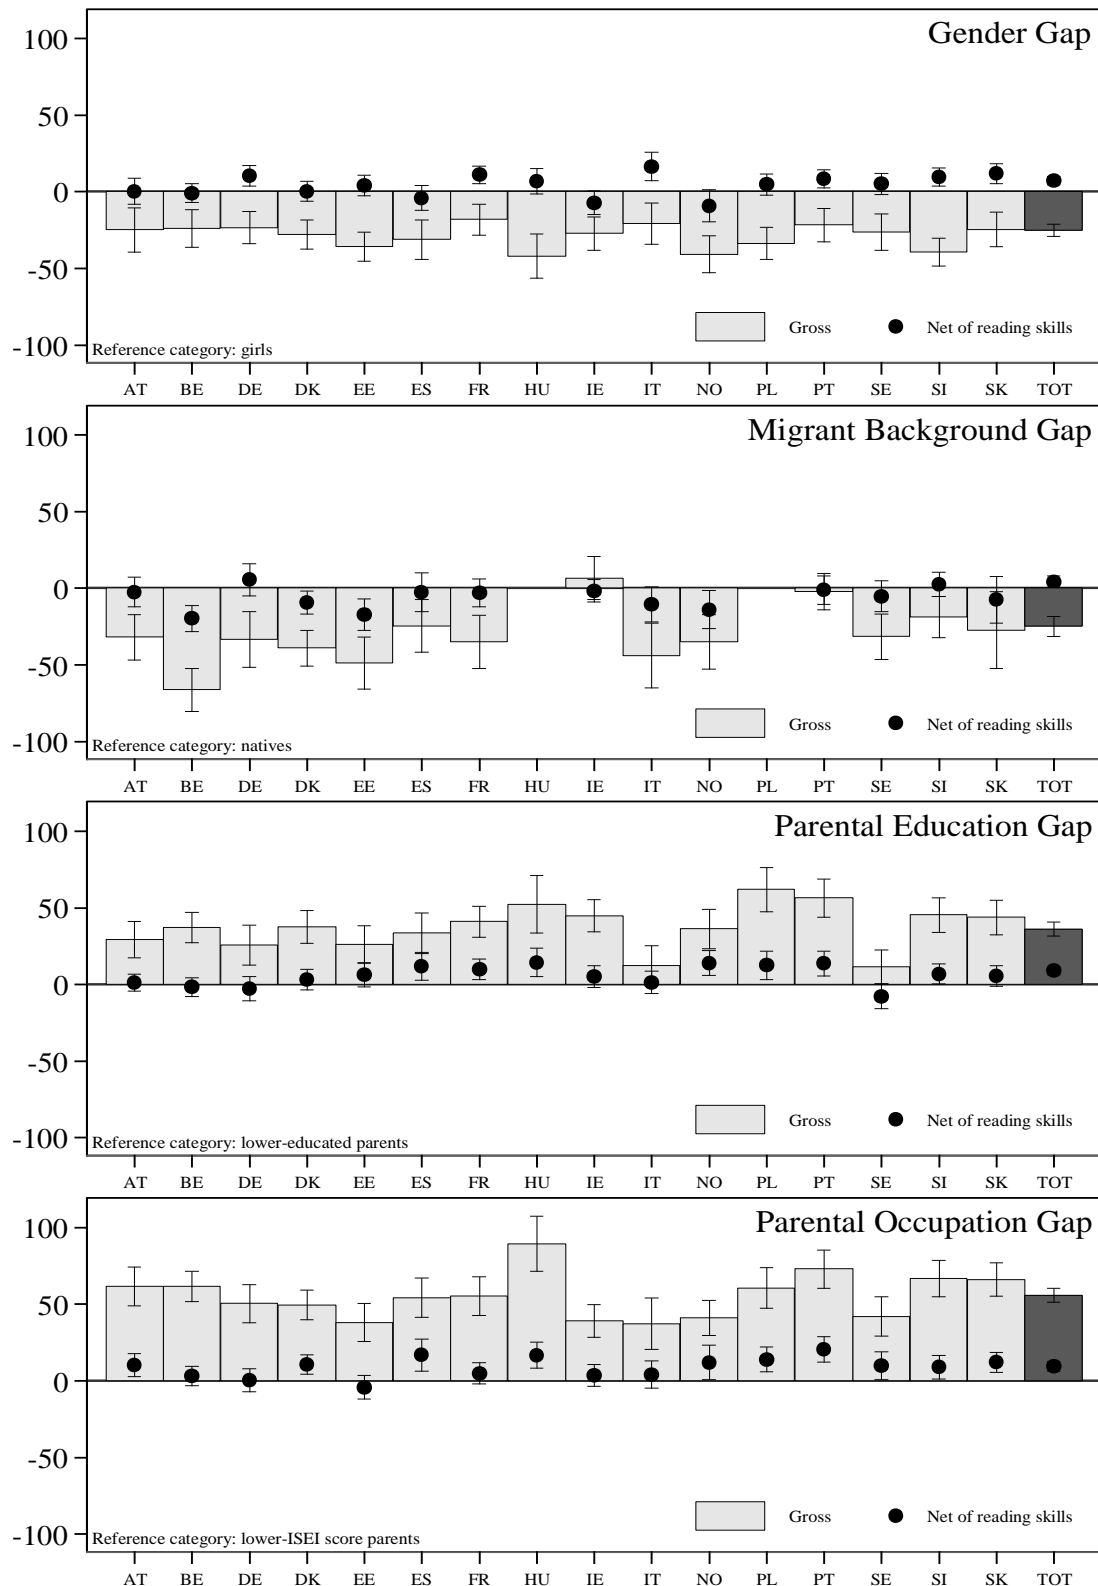 Gender Gap
100
50
0
-50
-100
Gross
Net of reading skills
Reference category: girls
AT BE DE DK EE ES FR HU IE IT NO PL PT SE SI SK TOT
Migrant Background Gap
100
50
0
-50
-100
Gross
Net of reading skills
Reference category: natives
AT BE DE DK EE ES FR HU IE IT NO PL PT SE SI SK TOT
Parental Education Gap
100
50
0
-50
-100
Gross
Net of reading skills
Reference category: lower-educated parents
AT BE DE DK EE ES FR HU IE IT NO PL PT SE SI SK TOT
Parental Occupation Gap
100
50
0
-50
-100
Gross
Net of reading skills
Reference category: lower-ISEI score parents
AT BE DE DK EE ES FR HU IE IT NO PL PT SE SI SK TOT